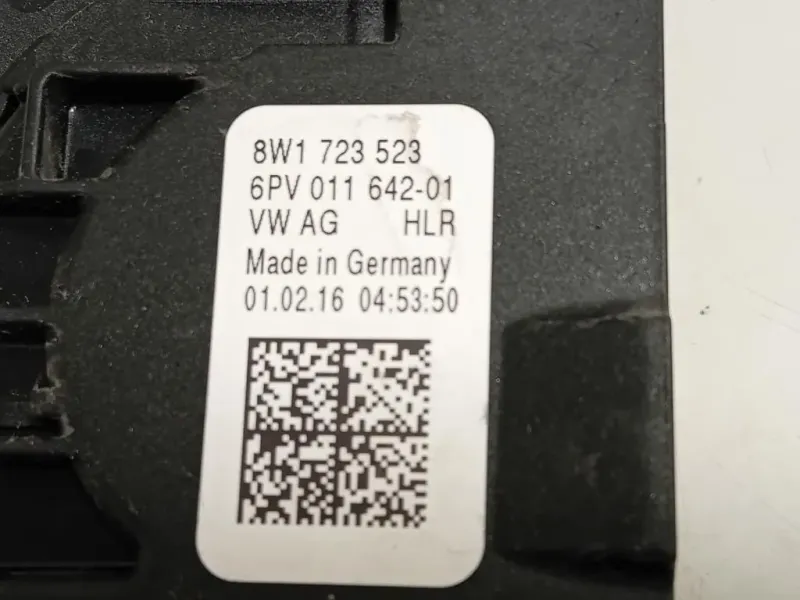 8W1 723 523
6PV 011 642-01
VW AG HLR
Made in Germany
01.02.16 04:53:50